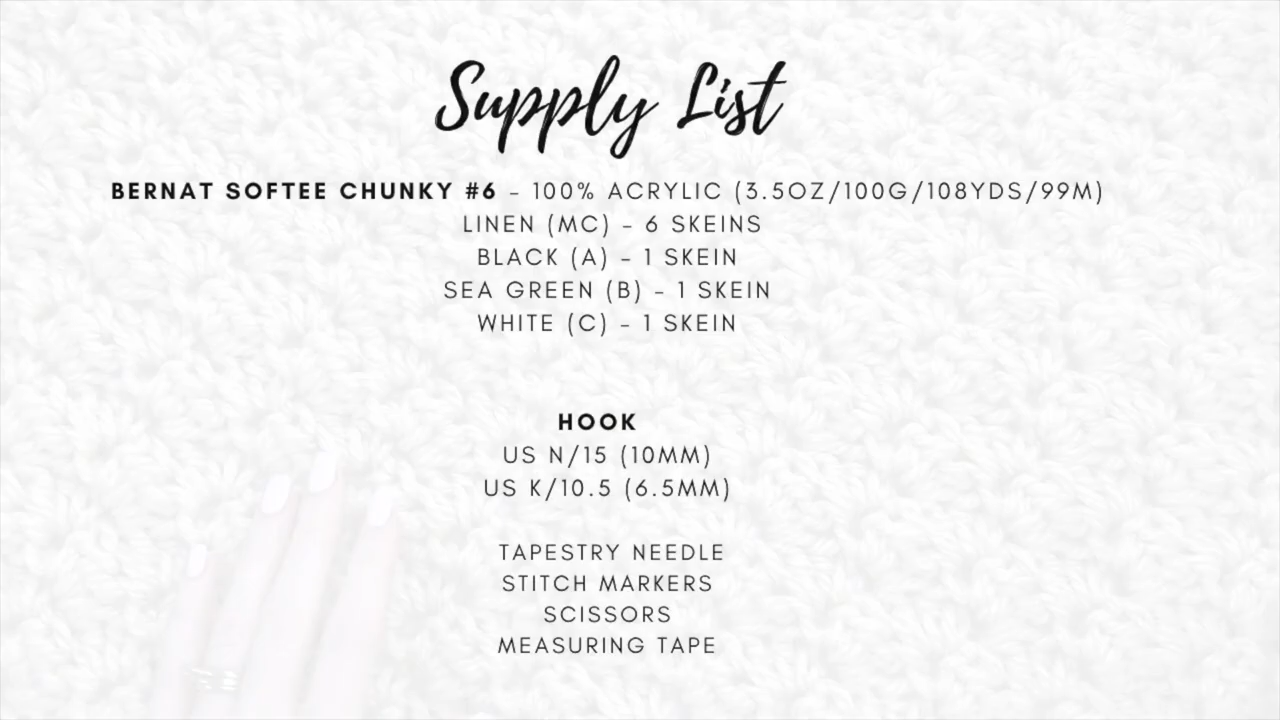 Supply List
BERNAT SOFTEE CHUNKY #6 – 100% ACRYLIC (3.5OZ/100G/108YDS/99M)
LINEN (MC) – 6 SKEINS
BLACK (A) – 1 SKEIN
SEA GREEN (B) – 1 SKEIN
WHITE (C) – 1 SKEIN
HOOK
US N/15 (10MM)
US K/10.5 (6.5MM)
TAPESTRY NEEDLE
STITCH MARKERS
SCISSORS
MEASURING TAPE